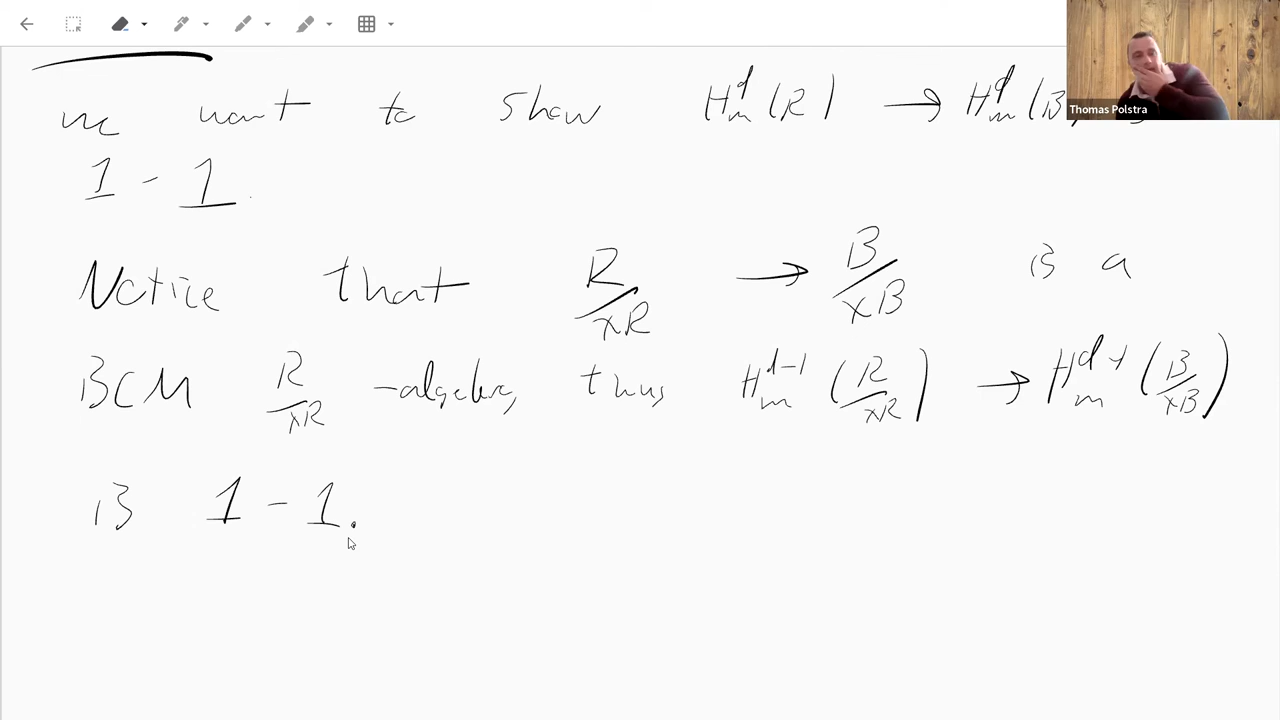 we want to show H^d_m(R) → H^d_m(B) is
Thomas Polstra
1-1.
Notice that R/xR → B/xB is a
BCM R/xR -algebra, thus H^{d-1}_m(R/xR) → H^{d-1}_m(B/xB)
is 1-1.